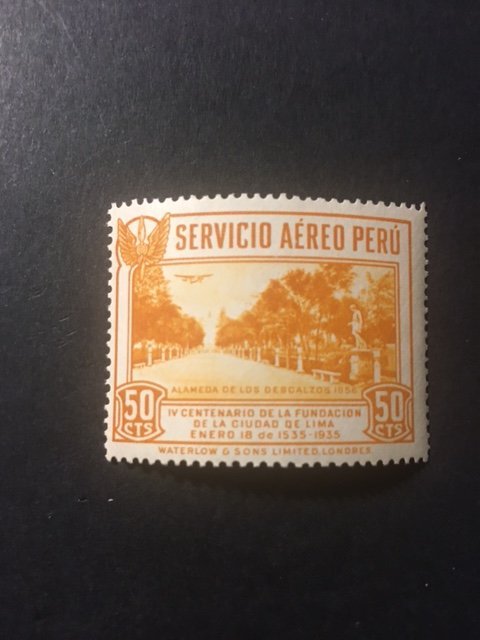 SERVICIO AÉREO PERÚ
ALAMEDA DE LOS DESCALZOS 1856
50 CTS
50 CTS
IV CENTENARIO DE LA FUNDACION
DE LA CIUDAD DE LIMA
ENERO 18 de 1535-1935
WATERLOW & SONS LIMITED, LONDRES.